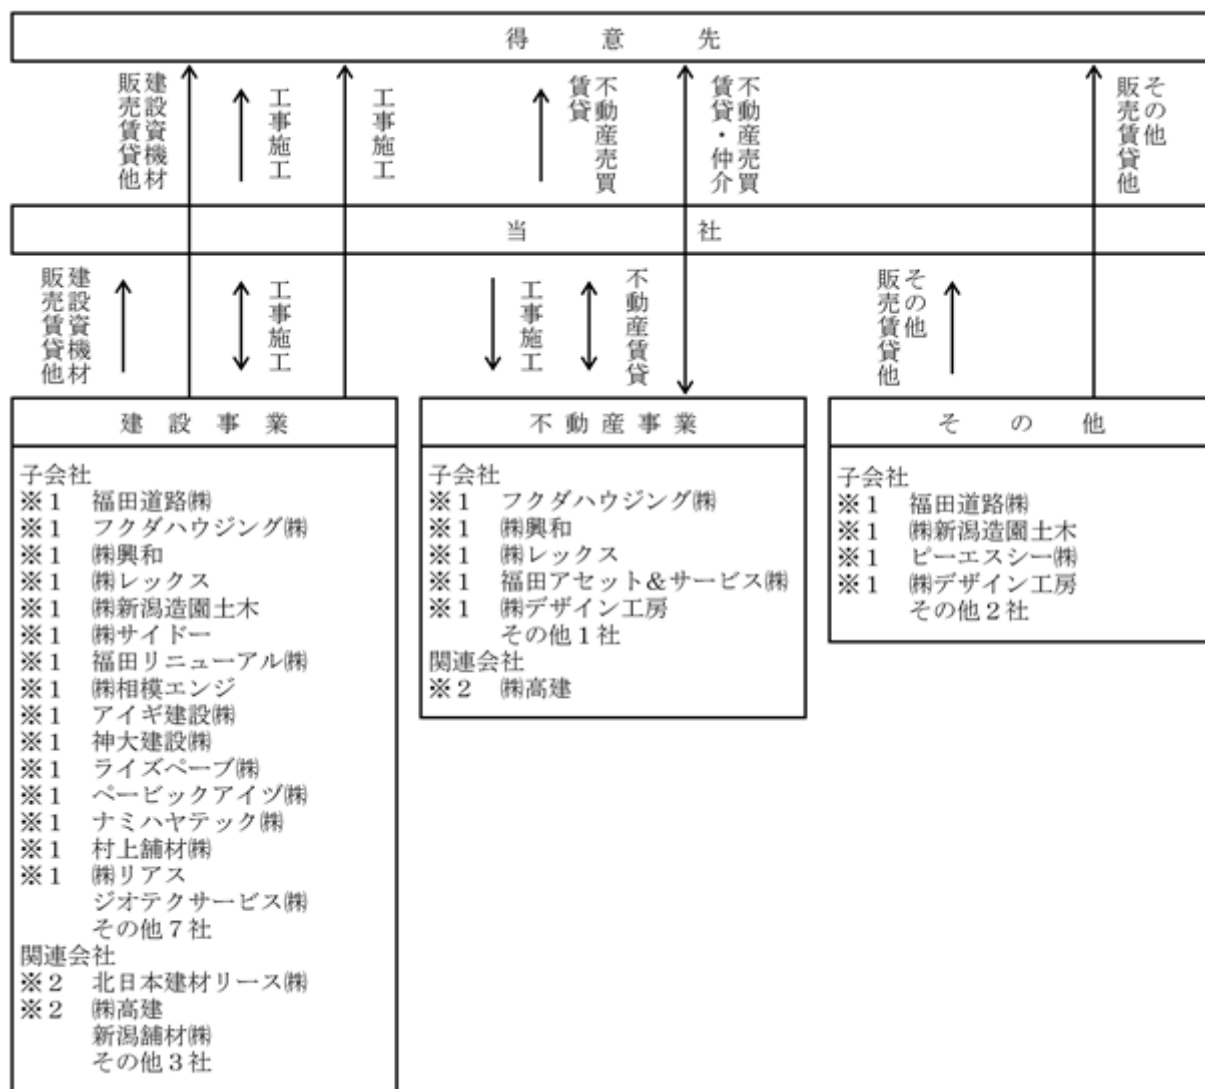 得意先
建設資機材
販売賃貸他
工事施工
工事施工
不動産売買
賃貸
不動産売買
賃貸・仲介
その他
販売賃貸他
当社
建設資機材
販売賃貸他
工事施工
工事施工
不動産賃貸
その他
販売賃貸他
建設事業
子会社
※1 福田道路㈱
※1 フクダハウジング㈱
※1 ㈱興和
※1 ㈱レックス
※1 ㈱新潟造園土木
※1 ㈱サイドー
※1 福田リニューアル㈱
※1 ㈱相模エンジ
※1 アイギ建設㈱
※1 神大建設㈱
※1 ライズペーブ㈱
※1 ペービックアイヅ㈱
※1 ナミハヤテック㈱
※1 村上舗材㈱
※1 ㈱リアス
ジオテクサービス㈱
その他7社
関連会社
※2 北日本建材リース㈱
※2 ㈱高建
新潟舗材㈱
その他3社
不動産事業
子会社
※1 フクダハウジング㈱
※1 ㈱興和
※1 ㈱レックス
※1 福田アセット&サービス㈱
※1 ㈱デザイン工房
その他1社
関連会社
※2 ㈱高建
その他
子会社
※1 福田道路㈱
※1 ㈱新潟造園土木
※1 ピーエスシー㈱
※1 ㈱デザイン工房
その他2社